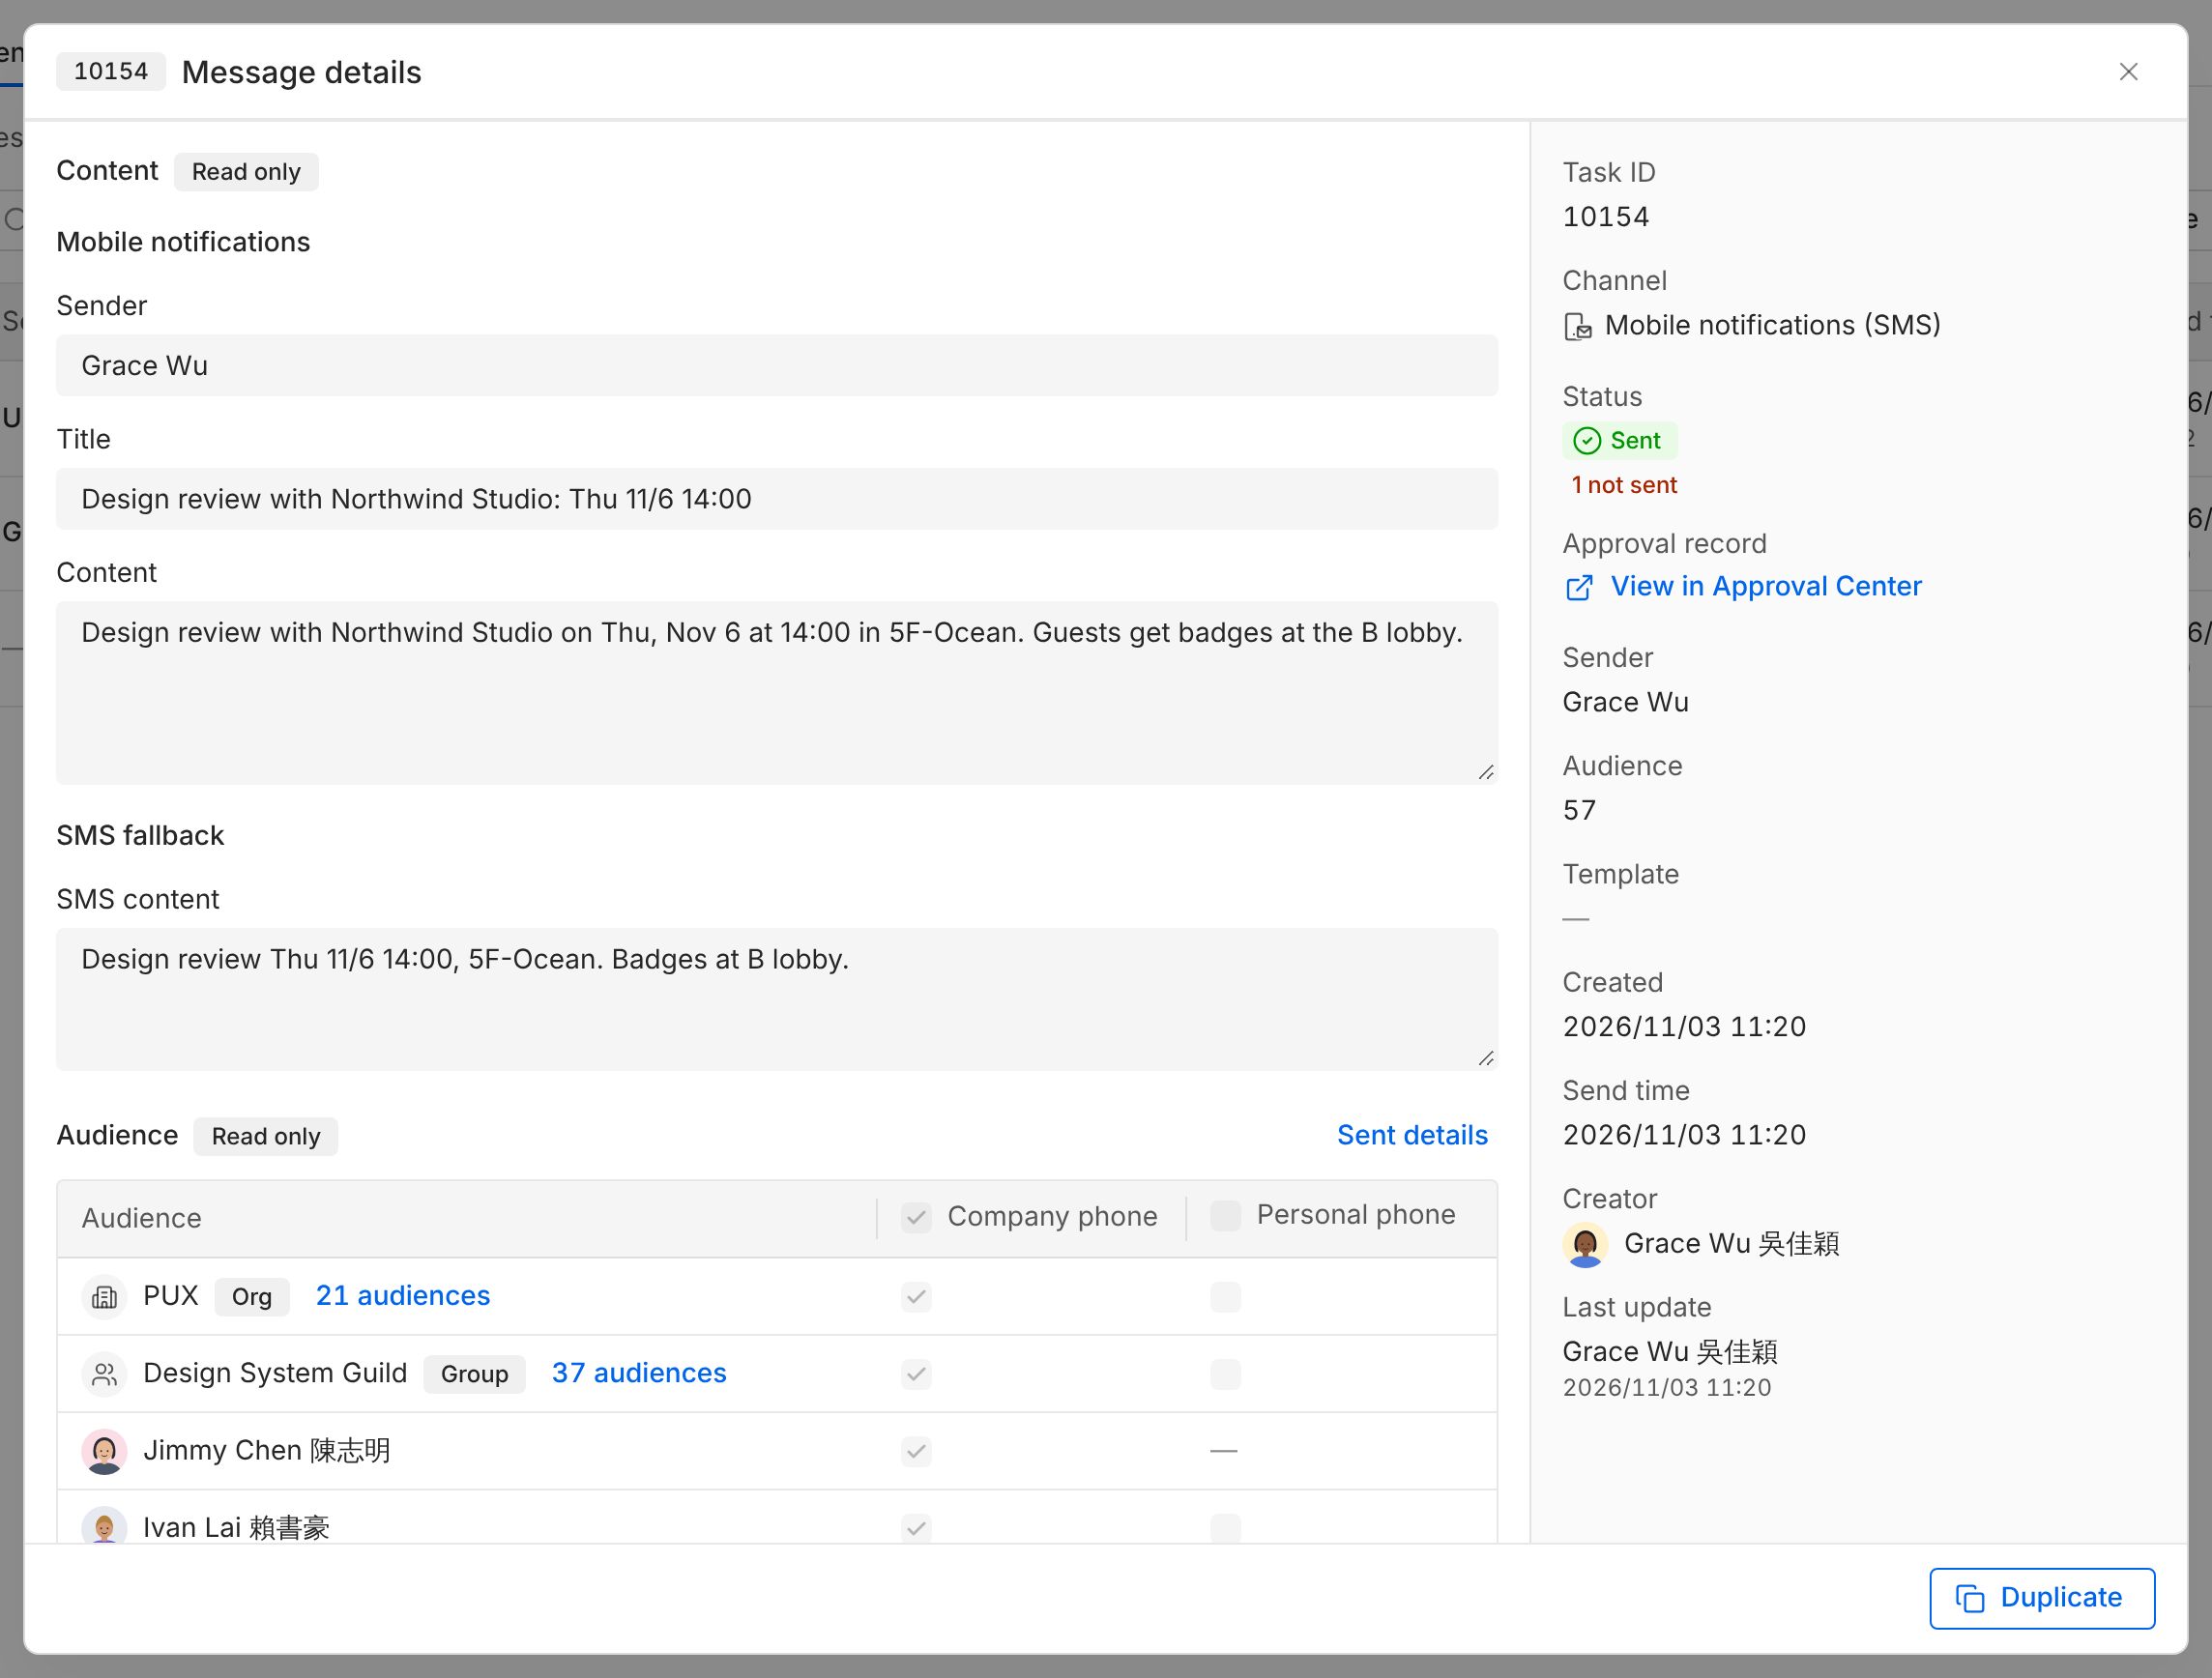 10154 Message details
Content Read only
Mobile notifications
Sender
Grace Wu
Title
Design review with Northwind Studio: Thu 11/6 14:00
Content
Design review with Northwind Studio on Thu, Nov 6 at 14:00 in 5F-Ocean. Guests get badges at the B lobby.
SMS fallback
SMS content
Design review Thu 11/6 14:00, 5F-Ocean. Badges at B lobby.
Audience Read only Sent details
Audience Company phone Personal phone
PUX Org 21 audiences
Design System Guild Group 37 audiences
Jimmy Chen 陳志明 —
Ivan Lai 賴書豪
Task ID
10154
Channel
Mobile notifications (SMS)
Status
Sent
1 not sent
Approval record
View in Approval Center
Sender
Grace Wu
Audience
57
Template
—
Created
2026/11/03 11:20
Send time
2026/11/03 11:20
Creator
Grace Wu 吳佳穎
Last update
Grace Wu 吳佳穎
2026/11/03 11:20
Duplicate